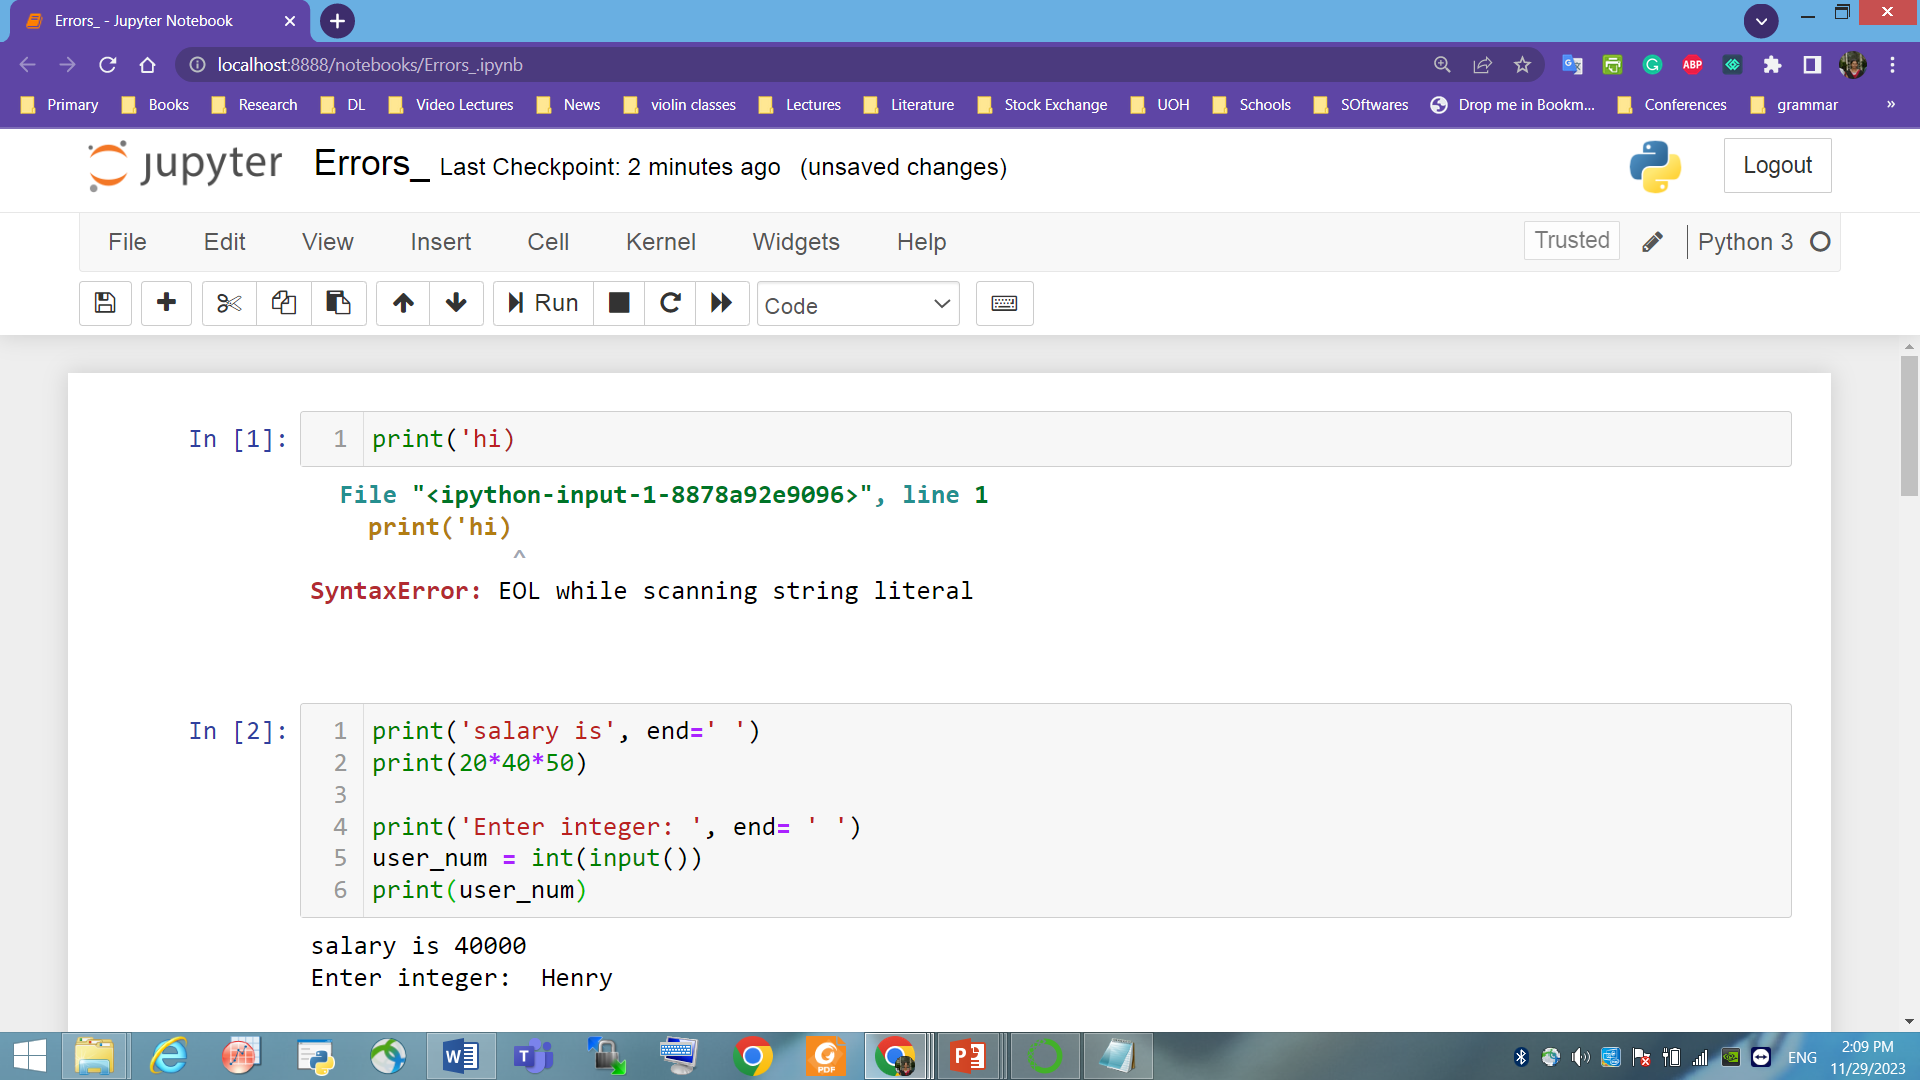 Errors_ - Jupyter Notebook
localhost:8888/notebooks/Errors_.ipynb
ABP
Primary Books Research DL Video Lectures News violin classes Lectures Literature Stock Exchange UOH Schools SOftwares Drop me in Bookm... Conferences grammar »
jupyter Errors_ Last Checkpoint: 2 minutes ago (unsaved changes) Logout
File Edit View Insert Cell Kernel Widgets Help Trusted Python 3
Run Code
In [1]: 1 print('hi)
File "<ipython-input-1-8878a92e9096>", line 1
print('hi)
^
SyntaxError: EOL while scanning string literal
In [2]: 1 print('salary is', end=' ')
2 print(20*40*50)
3
4 print('Enter integer: ', end= ' ')
5 user_num = int(input())
6 print(user_num)
salary is 40000
Enter integer:  Henry
PDF
ENG 2:09 PM
11/29/2023